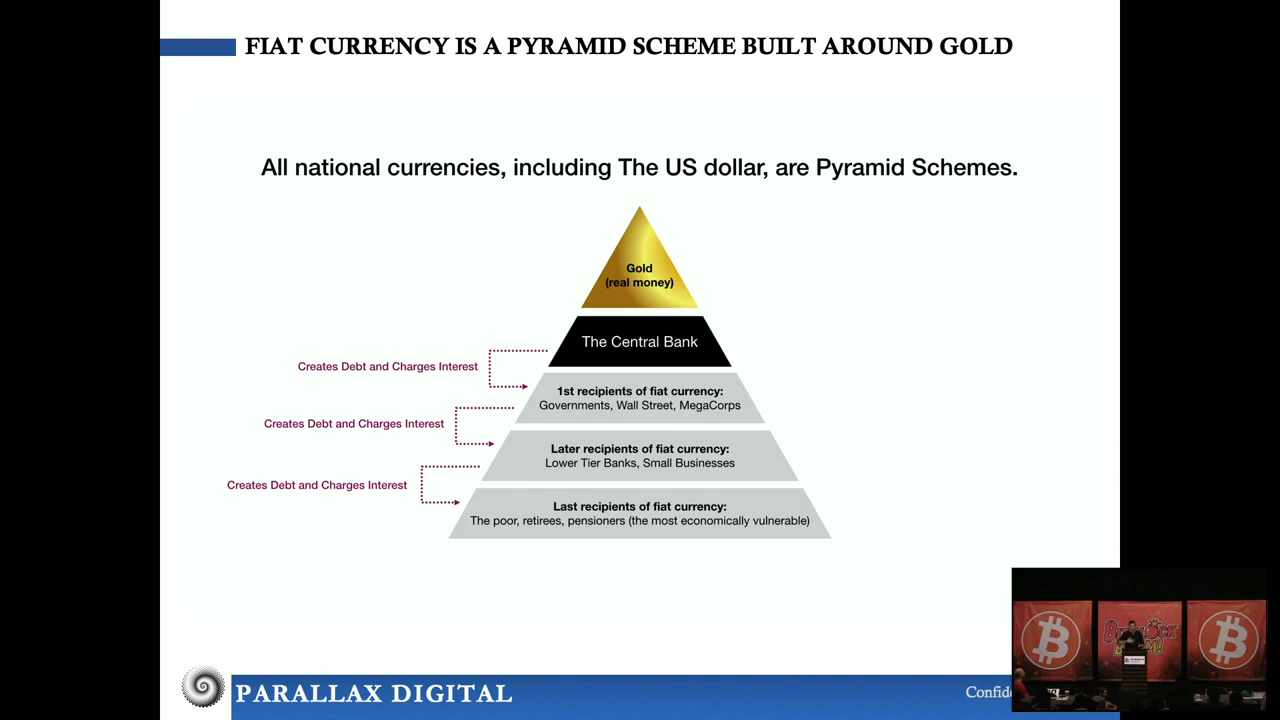 FIAT CURRENCY IS A PYRAMID SCHEME BUILT AROUND GOLD
All national currencies, including The US dollar, are Pyramid Schemes.
Gold
(real money)
The Central Bank
Creates Debt and Charges Interest
1st recipients of fiat currency:
Governments, Wall Street, MegaCorps
Creates Debt and Charges Interest
Later recipients of fiat currency:
Lower Tier Banks, Small Businesses
Creates Debt and Charges Interest
Last recipients of fiat currency:
The poor, retirees, pensioners (the most economically vulnerable)
PARALLAX DIGITAL
Confid